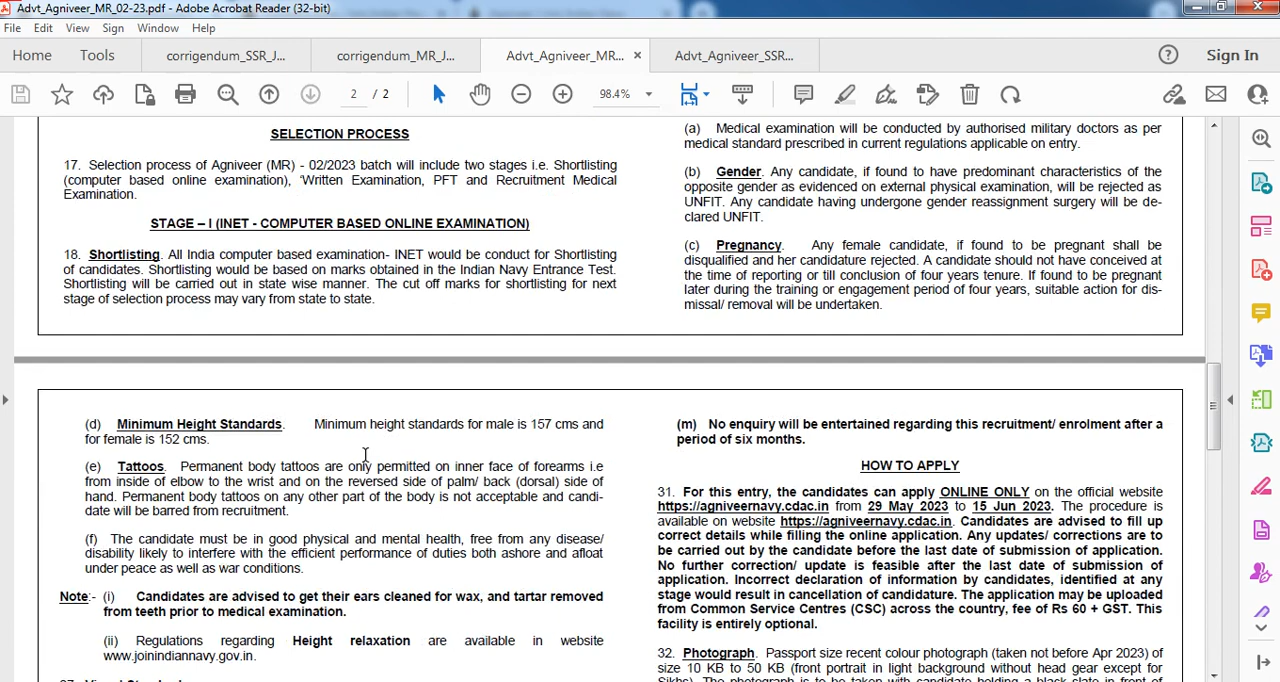 Advt_Agniveer_MR_02-23.pdf - Adobe Acrobat Reader (32-bit)
File Edit View Sign Window Help
Home Tools corrigendum_SSR_J... corrigendum_MR_J... Advt_Agniveer_MR... × Advt_Agniveer_SSR... Sign In
2 / 2 98.4%
SELECTION PROCESS
17. Selection process of Agniveer (MR) - 02/2023 batch will include two stages i.e. Shortlisting
(computer based online examination), ‘Written Examination, PFT and Recruitment Medical
Examination.
STAGE – I (INET - COMPUTER BASED ONLINE EXAMINATION)
18. Shortlisting. All India computer based examination- INET would be conduct for Shortlisting
of candidates. Shortlisting would be based on marks obtained in the Indian Navy Entrance Test.
Shortlisting will be carried out in state wise manner. The cut off marks for shortlisting for next
stage of selection process may vary from state to state.
(a) Medical examination will be conducted by authorised military doctors as per
medical standard prescribed in current regulations applicable on entry.
(b) Gender. Any candidate, if found to have predominant characteristics of the
opposite gender as evidenced on external physical examination, will be rejected as
UNFIT. Any candidate having undergone gender reassignment surgery will be de-
clared UNFIT.
(c) Pregnancy. Any female candidate, if found to be pregnant shall be
disqualified and her candidature rejected. A candidate should not have conceived at
the time of reporting or till conclusion of four years tenure. If found to be pregnant
later during the training or engagement period of four years, suitable action for dis-
missal/ removal will be undertaken.
(d) Minimum Height Standards. Minimum height standards for male is 157 cms and
for female is 152 cms.
(e) Tattoos. Permanent body tattoos are only permitted on inner face of forearms i.e
from inside of elbow to the wrist and on the reversed side of palm/ back (dorsal) side of
hand. Permanent body tattoos on any other part of the body is not acceptable and candi-
date will be barred from recruitment.
(f) The candidate must be in good physical and mental health, free from any disease/
disability likely to interfere with the efficient performance of duties both ashore and afloat
under peace as well as war conditions.
Note:- (i) Candidates are advised to get their ears cleaned for wax, and tartar removed
from teeth prior to medical examination.
(ii) Regulations regarding Height relaxation are available in website
www.joinindiannavy.gov.in.
(m) No enquiry will be entertained regarding this recruitment/ enrolment after a
period of six months.
HOW TO APPLY
31. For this entry, the candidates can apply ONLINE ONLY on the official website
https://agniveernavy.cdac.in from 29 May 2023 to 15 Jun 2023. The procedure is
available on website https://agniveernavy.cdac.in. Candidates are advised to fill up
correct details while filling the online application. Any updates/ corrections are to
be carried out by the candidate before the last date of submission of application.
No further correction/ update is feasible after the last date of submission of
application. Incorrect declaration of information by candidates, identified at any
stage would result in cancellation of candidature. The application may be uploaded
from Common Service Centres (CSC) across the country, fee of Rs 60 + GST. This
facility is entirely optional.
32. Photograph. Passport size recent colour photograph (taken not before Apr 2023) of
size 10 KB to 50 KB (front portrait in light background without head gear except for
Sikhs). The photograph is to be taken with candidate holding a black slate in front of